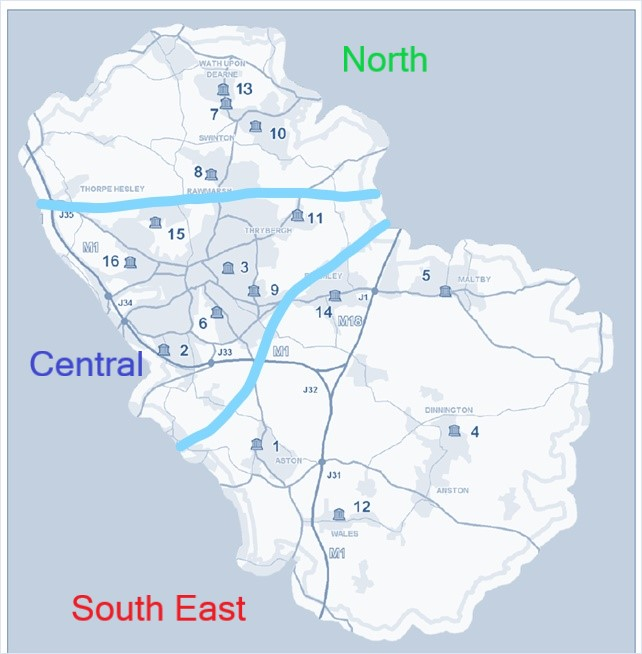 North
WATH UPON
DEARNE
13
7
10
SWINTON
8
THORPE HESLEY
RAWMARSH
J35
11
15
THRYBERGH
M1
16
3
5
MALTBY
9
J1
14
J34
6
M18
2
J33
M1
Central
J32
DINNINGTON
4
1
ASTON
J31
ANSTON
12
WALES
M1
South East